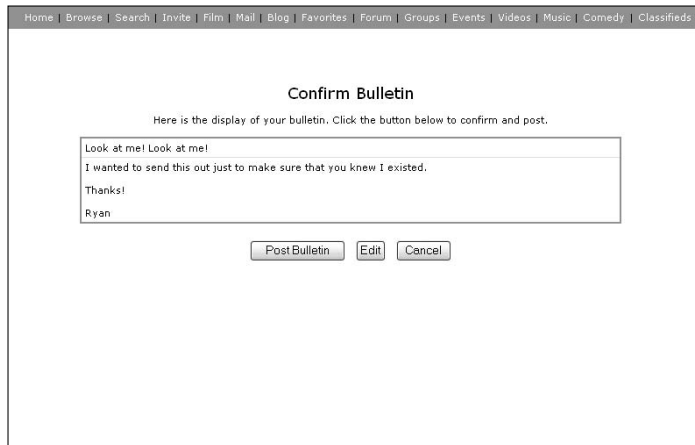 Home | Browse | Search | Invite | Film | Mail | Blog | Favorites | Forum | Groups | Events | Videos | Music | Comedy | Classifieds
Confirm Bulletin
Here is the display of your bulletin. Click the button below to confirm and post.
Look at me! Look at me!
I wanted to send this out just to make sure that you knew I existed.
Thanks!
Ryan
Post Bulletin Edit Cancel